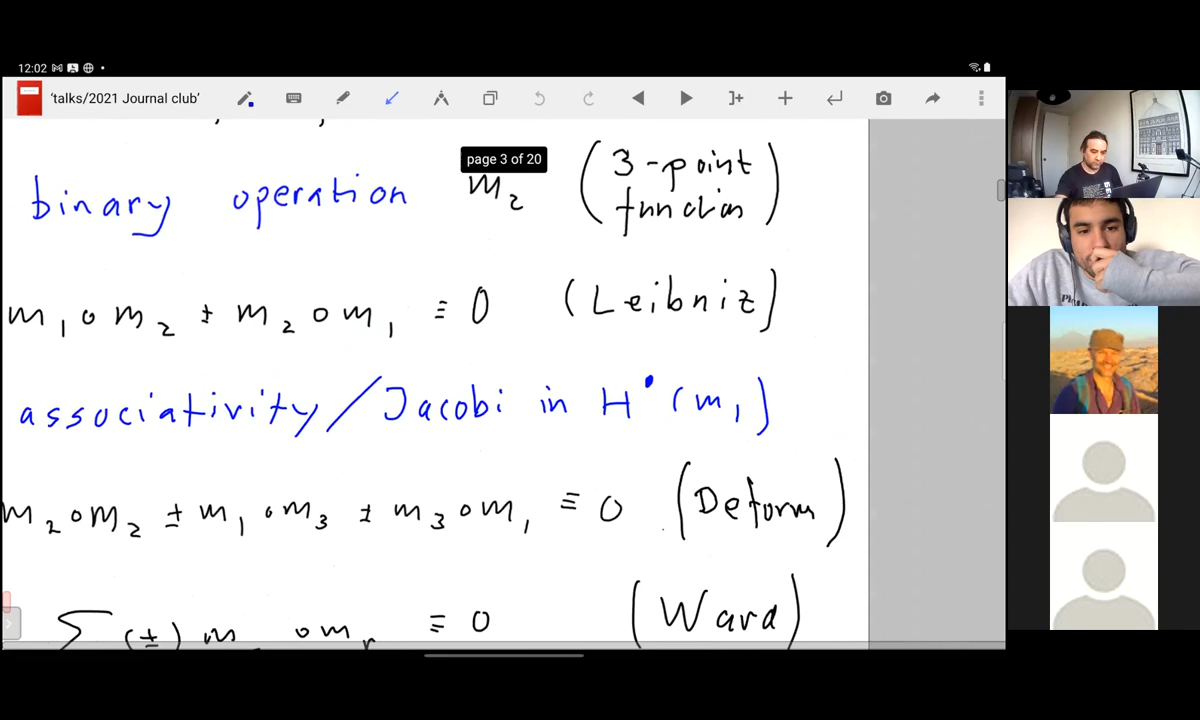 12:02
'talks/2021 Journal club'
page 3 of 20
binary operation m₂ (3-point function)
m₁ ∘ m₂ ± m₂ ∘ m₁ ≡ 0 (Leibniz)
associativity/Jacobi in H•(m₁)
m₂ ∘ m₂ ± m₁ ∘ m₃ ± m₃ ∘ m₁ ≡ 0 (Deform)
Σ (±) m ∘ m ≡ 0 (Ward)